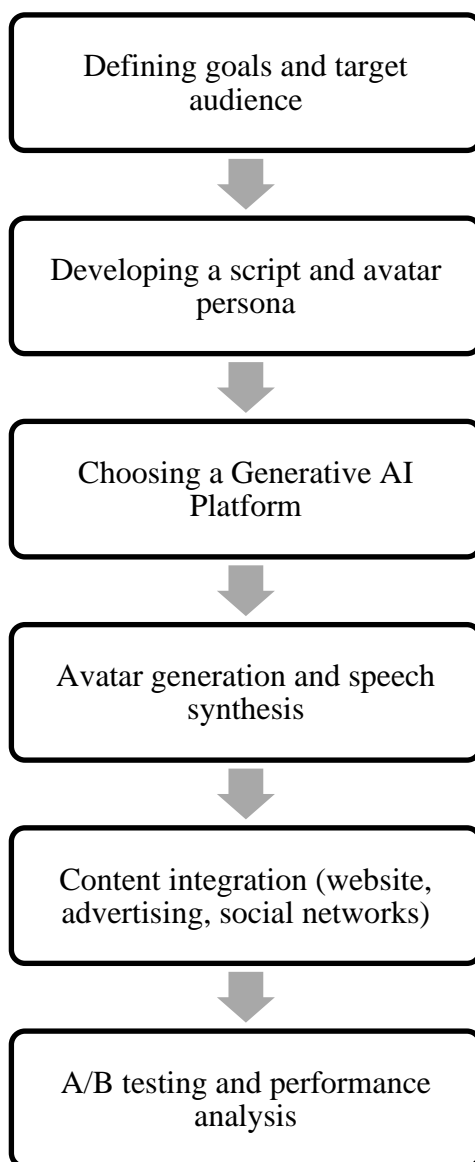 Defining goals and target
audience
Developing a script and avatar
persona
Choosing a Generative AI
Platform
Avatar generation and speech
synthesis
Content integration (website,
advertising, social networks)
A/B testing and performance
analysis